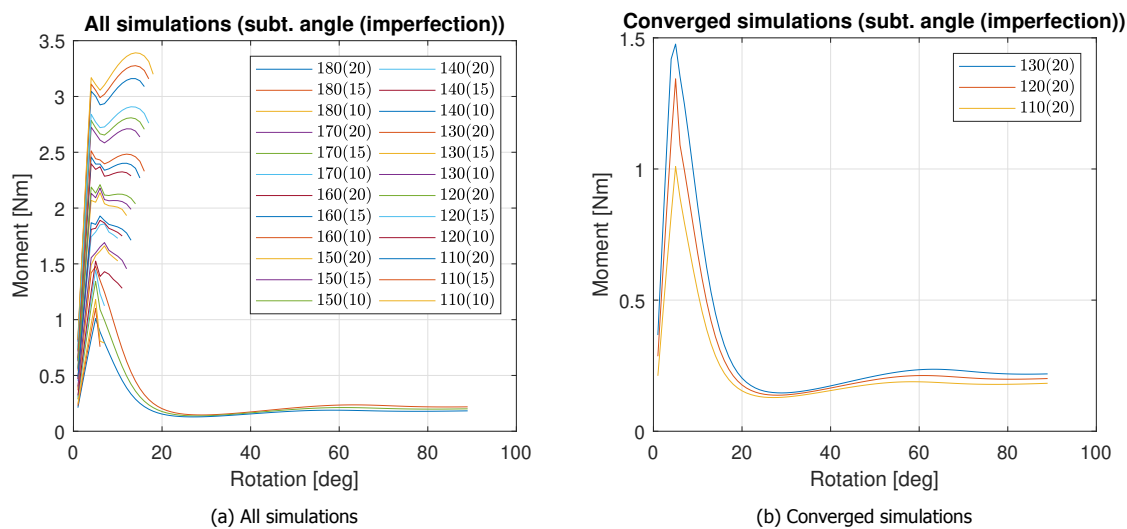 All simulations (subt. angle (imperfection))
3.5
3
2.5
2
1.5
1
0.5
0
Moment [Nm]
180(20) 140(20)
180(15) 140(15)
180(10) 140(10)
170(20) 130(20)
170(15) 130(15)
170(10) 130(10)
160(20) 120(20)
160(15) 120(15)
160(10) 120(10)
150(20) 110(20)
150(15) 110(15)
150(10) 110(10)
0 20 40 60 80 100
Rotation [deg]
(a) All simulations
Converged simulations (subt. angle (imperfection))
1.5
1
0.5
0
Moment [Nm]
130(20)
120(20)
110(20)
0 20 40 60 80 100
Rotation [deg]
(b) Converged simulations